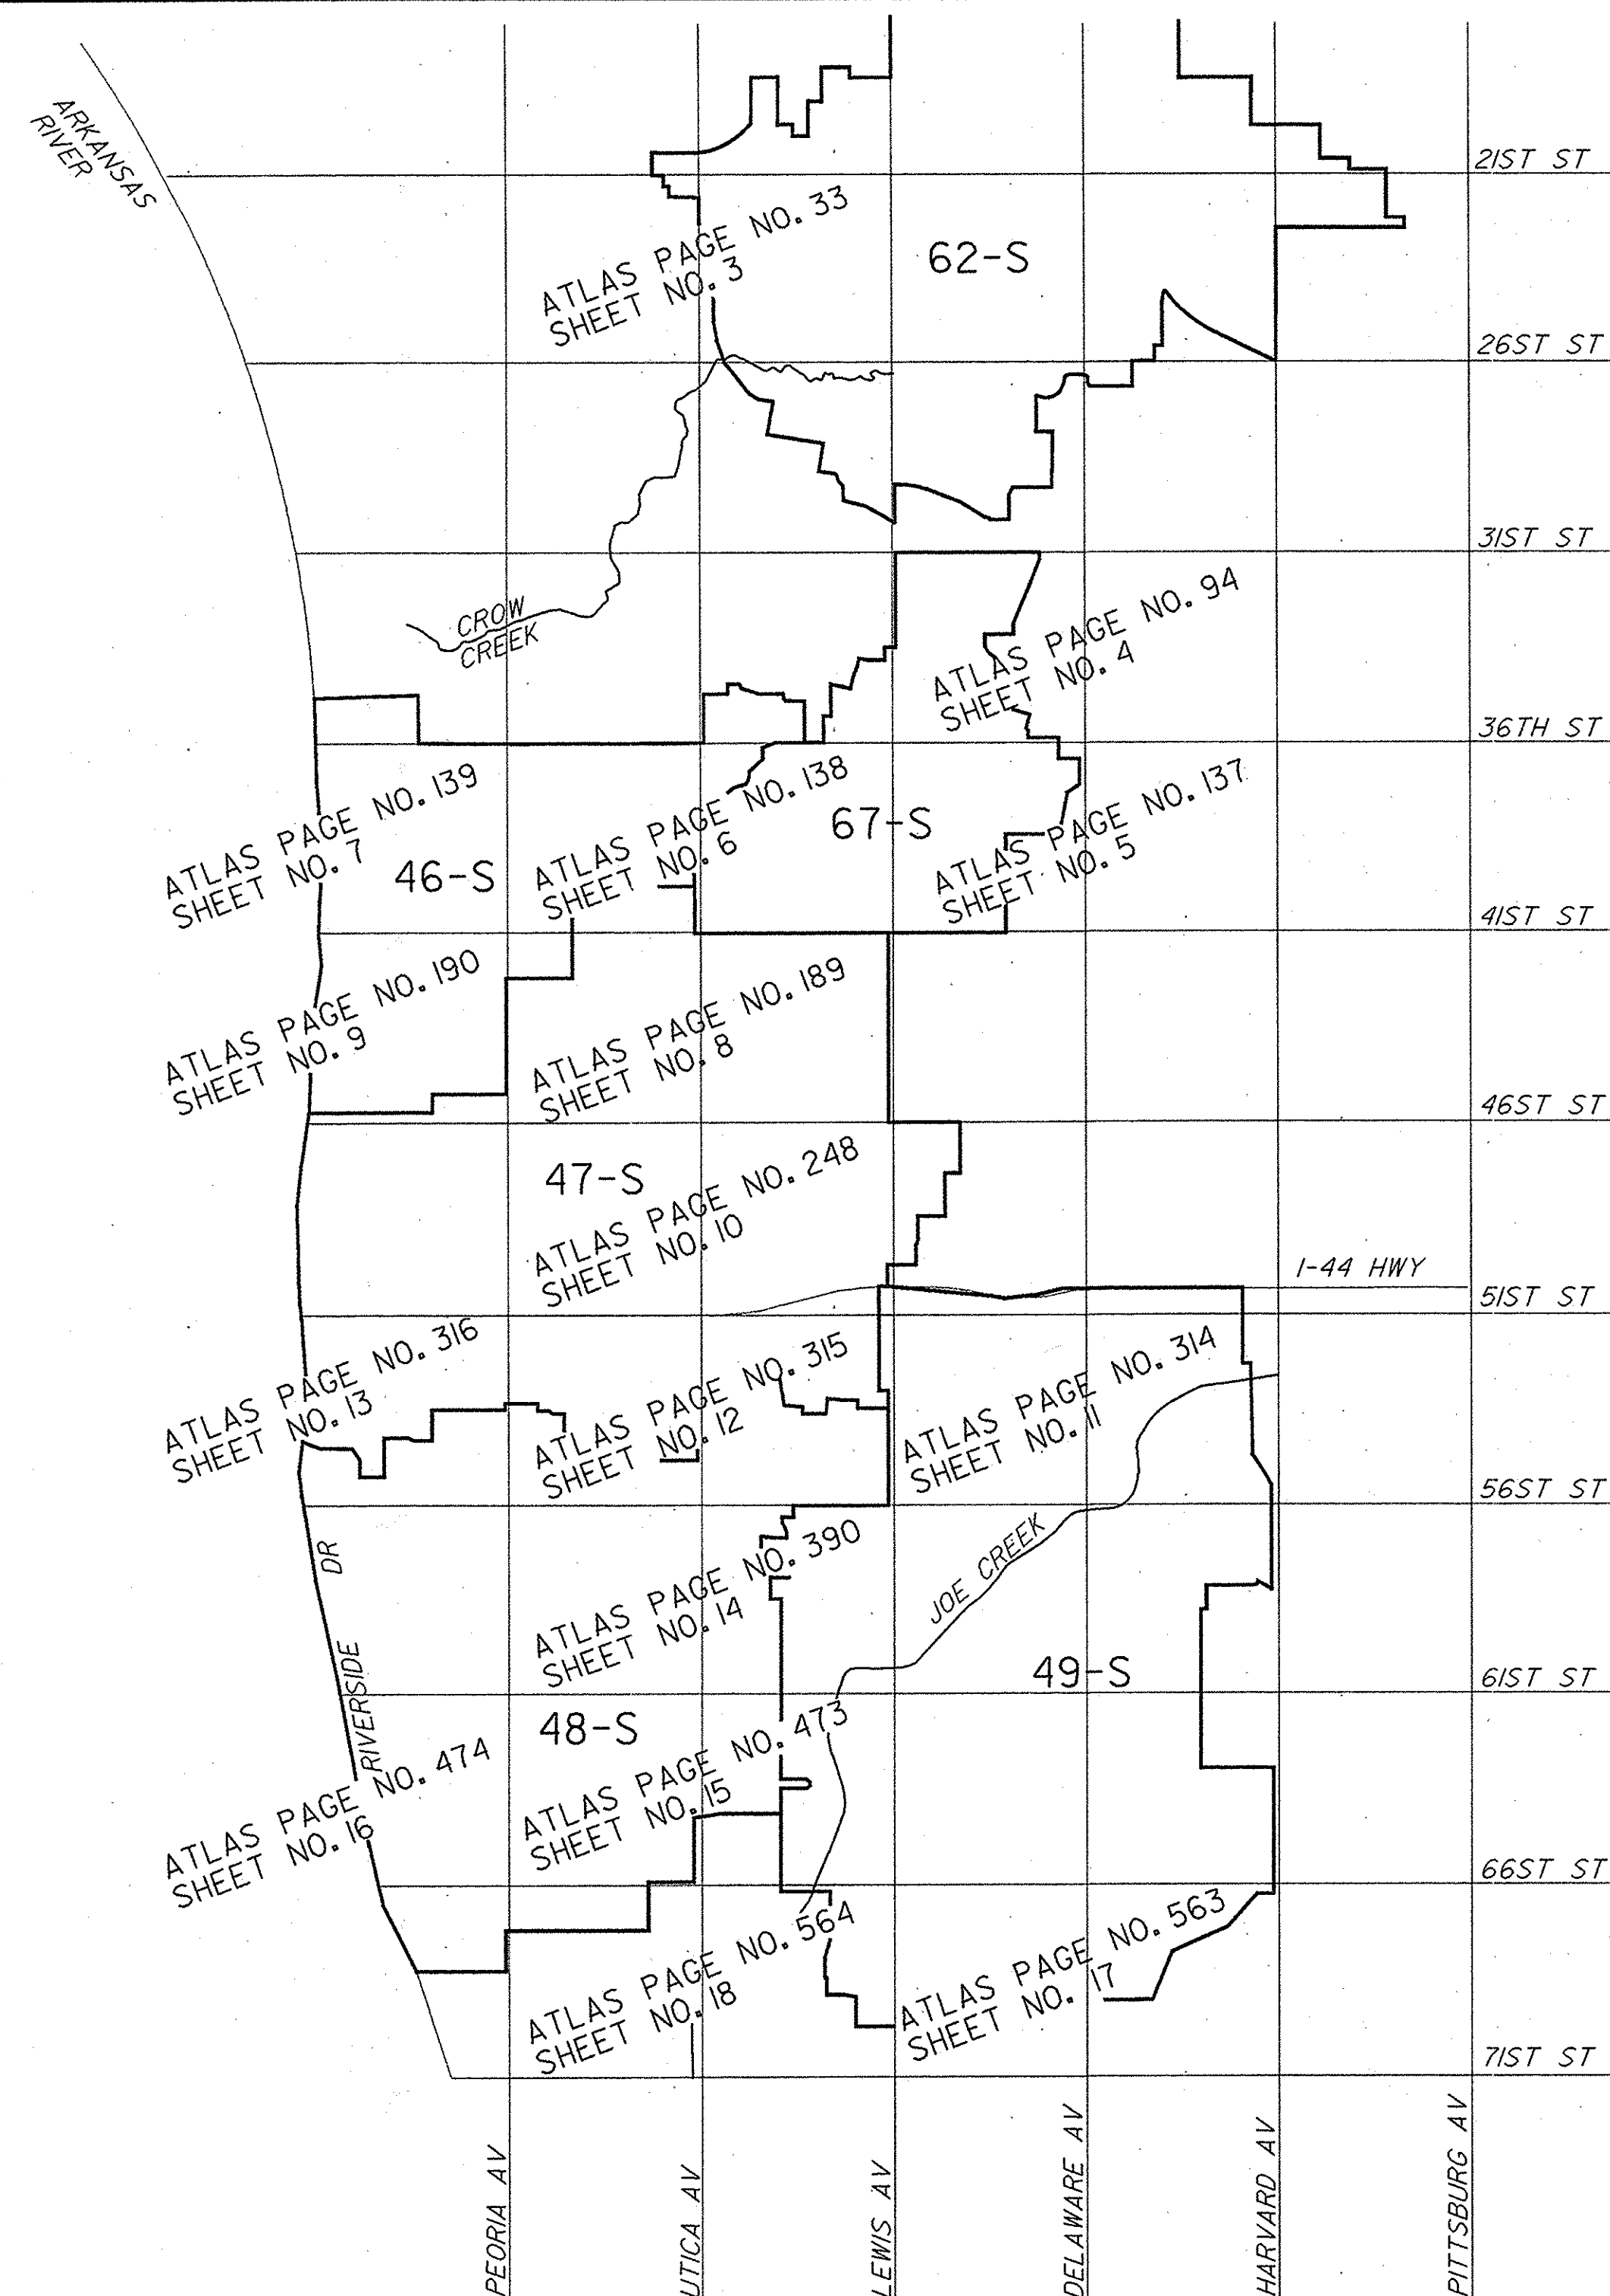 ARKANSAS
RIVER
21ST ST
ATLAS PAGE NO. 33
SHEET NO. 3
62-S
26ST ST
31ST ST
CROW
CREEK
ATLAS PAGE NO. 94
SHEET NO. 4
36TH ST
ATLAS PAGE NO. 139
SHEET NO. 7
46-S
ATLAS PAGE NO. 138
SHEET NO. 6
67-S
ATLAS PAGE NO. 137
SHEET NO. 5
41ST ST
ATLAS PAGE NO. 190
SHEET NO. 9
ATLAS PAGE NO. 189
SHEET NO. 8
46ST ST
47-S
ATLAS PAGE NO. 248
SHEET NO. 10
I-44 HWY
51ST ST
ATLAS PAGE NO. 316
SHEET NO. 13
ATLAS PAGE NO. 315
SHEET NO. 12
ATLAS PAGE NO. 314
SHEET NO. 11
56ST ST
RIVERSIDE DR
ATLAS PAGE NO. 390
SHEET NO. 14
JOE CREEK
49-S
61ST ST
48-S
ATLAS PAGE NO. 474
SHEET NO. 16
ATLAS PAGE NO. 473
SHEET NO. 15
66ST ST
ATLAS PAGE NO. 564
SHEET NO. 18
ATLAS PAGE NO. 563
SHEET NO. 17
71ST ST
PEORIA AV
UTICA AV
LEWIS AV
DELAWARE AV
HARVARD AV
PITTSBURG AV